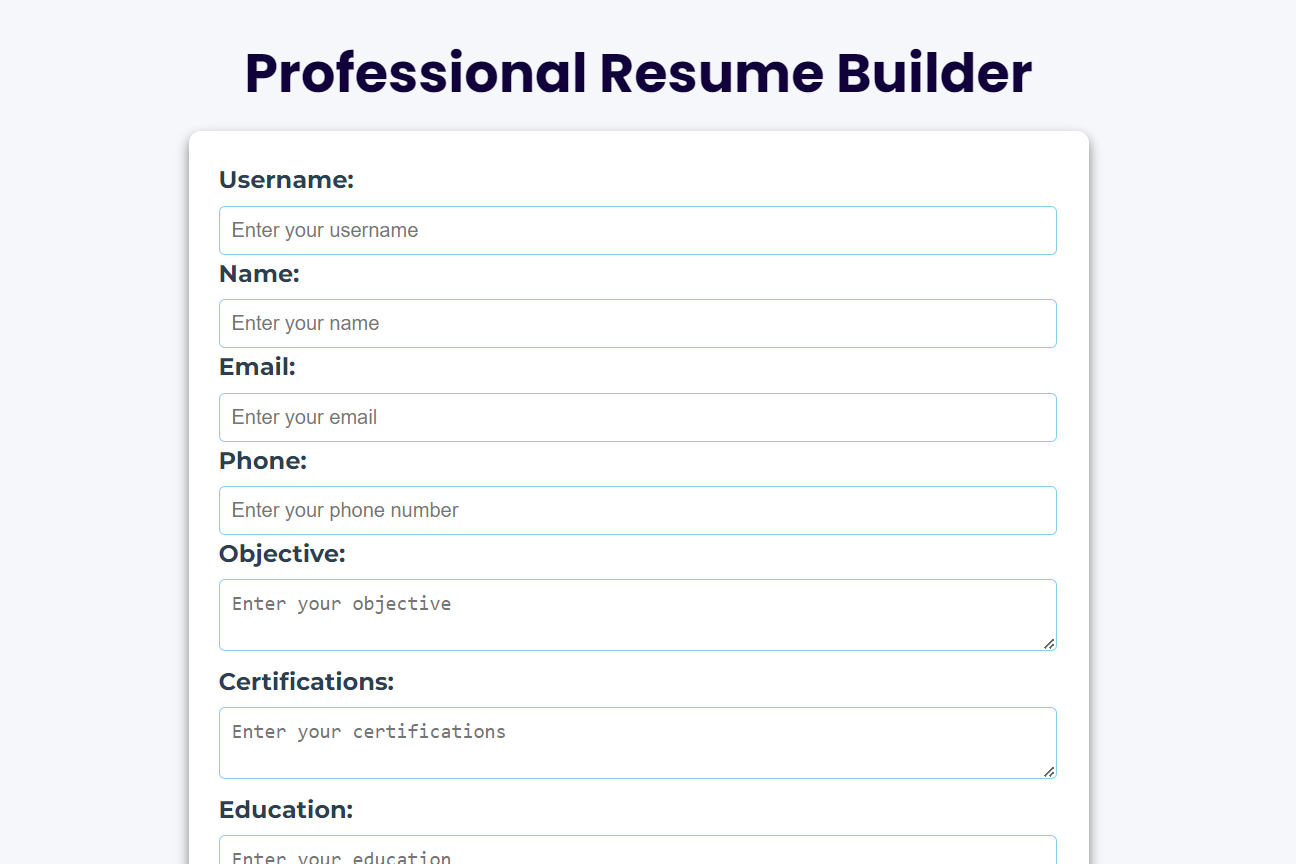 Professional Resume Builder
Username:
Enter your username
Name:
Enter your name
Email:
Enter your email
Phone:
Enter your phone number
Objective:
Enter your objective
Certifications:
Enter your certifications
Education:
Enter your education